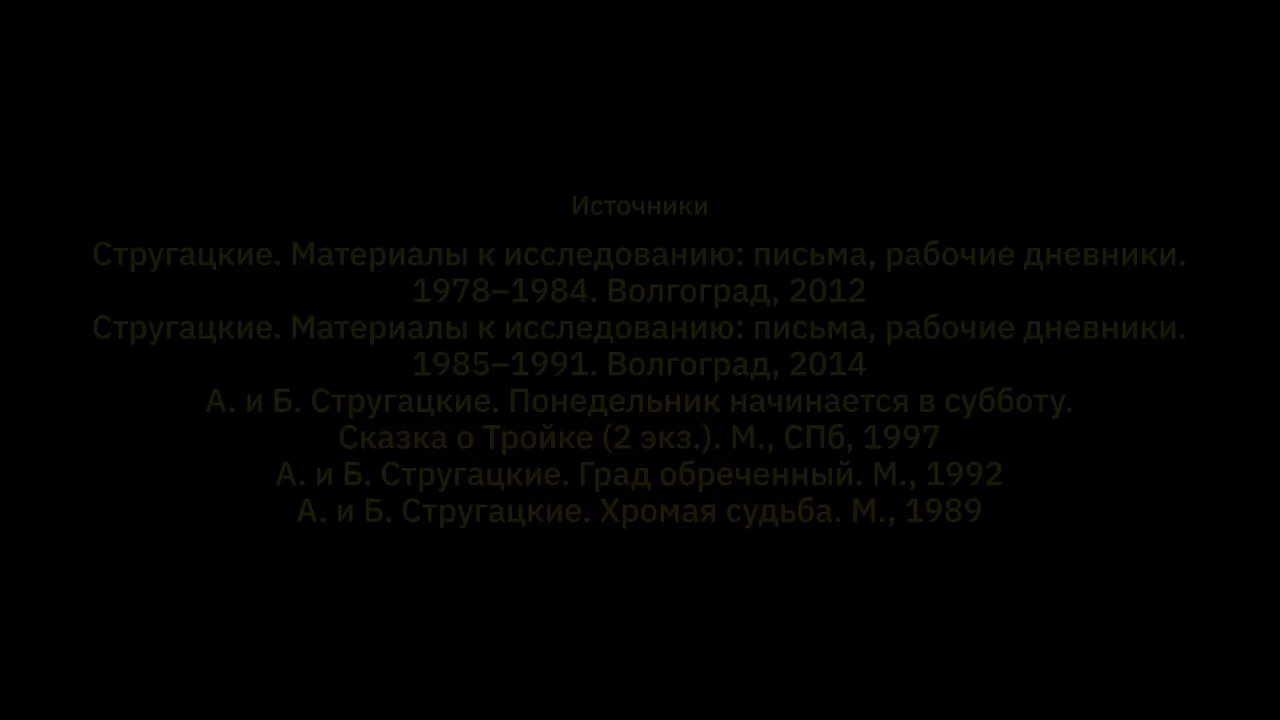 Источники
Стругацкие. Материалы к исследованию: письма, рабочие дневники.
1978–1984. Волгоград, 2012
Стругацкие. Материалы к исследованию: письма, рабочие дневники.
1985–1991. Волгоград, 2014
А. и Б. Стругацкие. Понедельник начинается в субботу.
Сказка о Тройке (2 экз.). М., СПб, 1997
А. и Б. Стругацкие. Град обреченный. М., 1992
А. и Б. Стругацкие. Хромая судьба. М., 1989